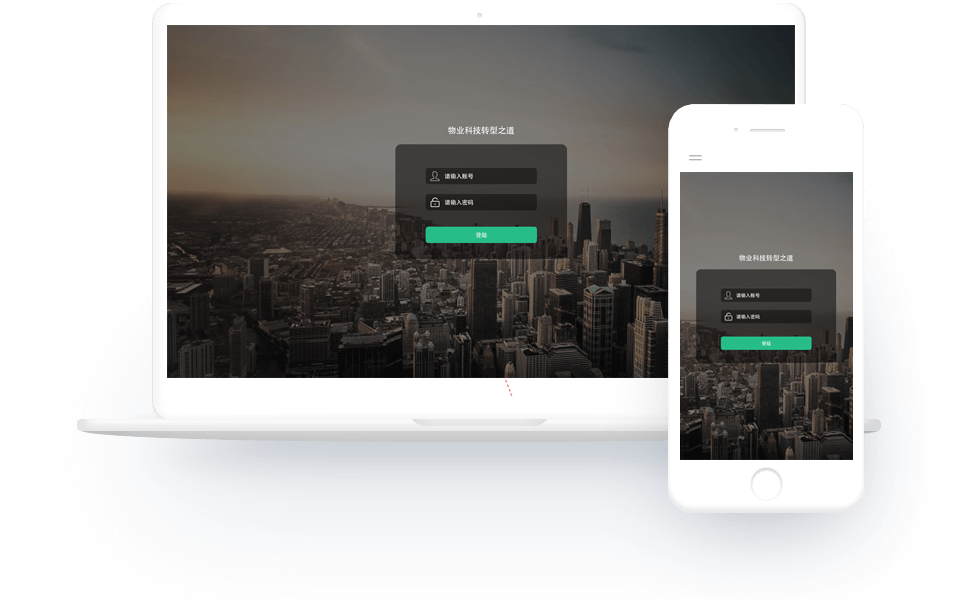 物业科技转型之道
请输入账号
请输入密码
登陆
物业科技转型之道
请输入账号
请输入密码
登陆